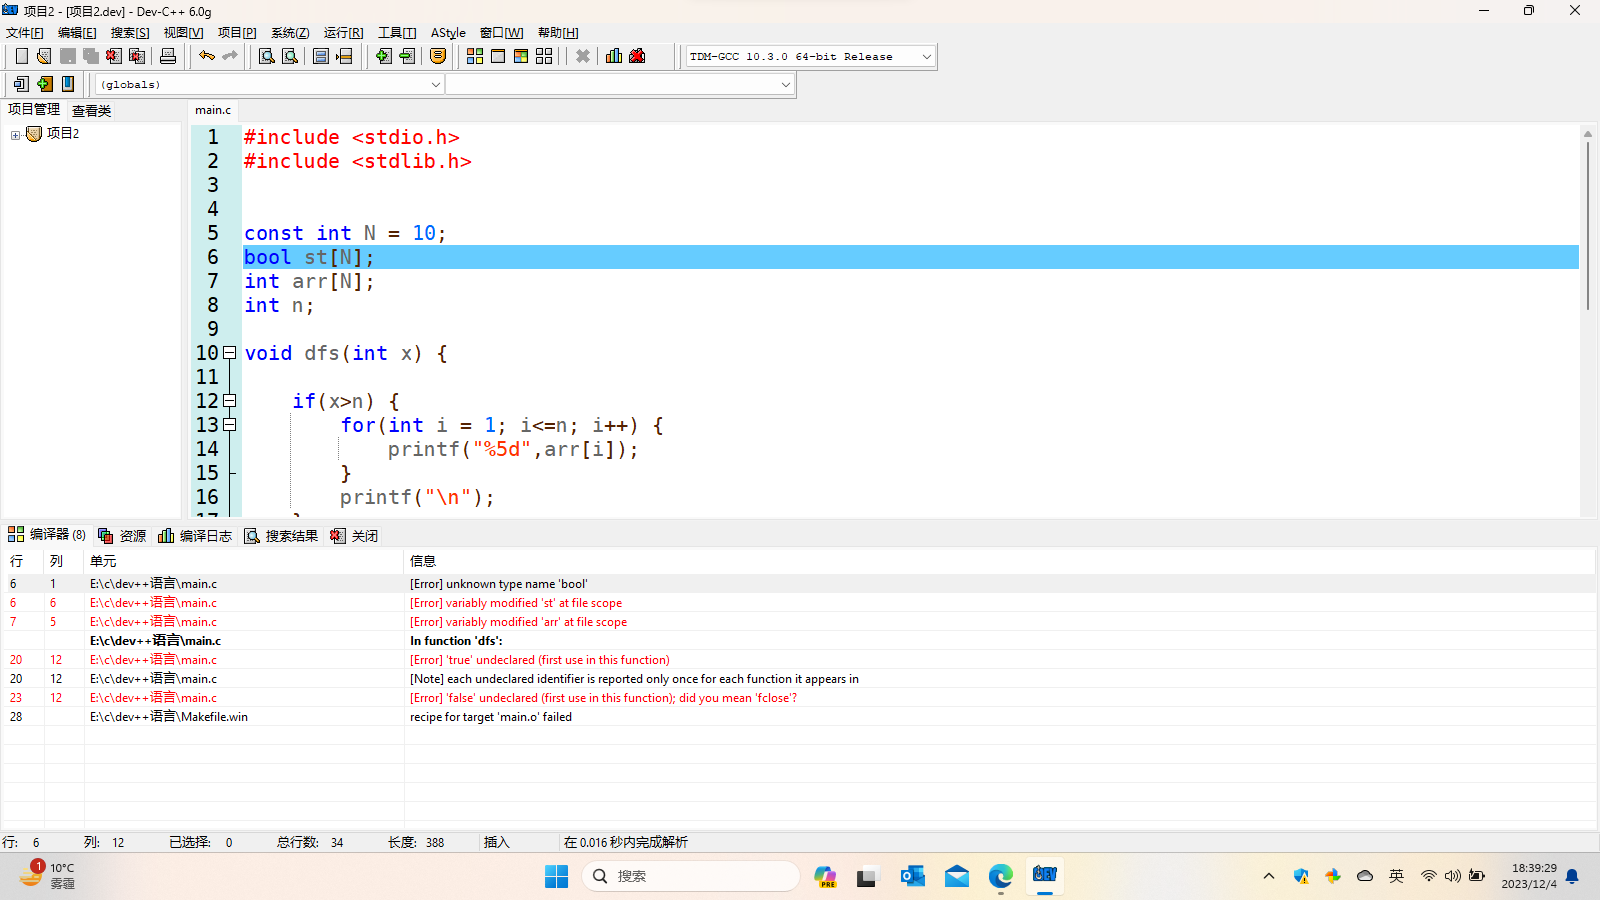 项目2 - [项目2.dev] - Dev-C++ 6.0g
文件[F] 编辑[E] 搜索[S] 视图[V] 项目[P] 系统(Z) 运行[R] 工具[T] AStyle 窗口[W] 帮助[H]
TDM-GCC 10.3.0 64-bit Release
(globals)
项目管理 查看类
项目2
main.c
1 #include <stdio.h>
2 #include <stdlib.h>
3
4
5 const int N = 10;
6 bool st[N];
7 int arr[N];
8 int n;
9
10 void dfs(int x) {
11
12 if(x>n) {
13 for(int i = 1; i<=n; i++) {
14 printf("%5d",arr[i]);
15 }
16 printf("\n");
编译器 (8) 资源 编译日志 搜索结果 关闭
行 列 单元 信息
6 1 E:\c\dev++语言\main.c [Error] unknown type name 'bool'
6 6 E:\c\dev++语言\main.c [Error] variably modified 'st' at file scope
7 5 E:\c\dev++语言\main.c [Error] variably modified 'arr' at file scope
E:\c\dev++语言\main.c In function 'dfs':
20 12 E:\c\dev++语言\main.c [Error] 'true' undeclared (first use in this function)
20 12 E:\c\dev++语言\main.c [Note] each undeclared identifier is reported only once for each function it appears in
23 12 E:\c\dev++语言\main.c [Error] 'false' undeclared (first use in this function); did you mean 'fclose'?
28 E:\c\dev++语言\Makefile.win recipe for target 'main.o' failed
行: 6 列: 12 已选择: 0 总行数: 34 长度: 388 插入 在 0.016 秒内完成解析
1 10°C
雾霾
搜索
PRE
DEV
英
18:39:29
2023/12/4